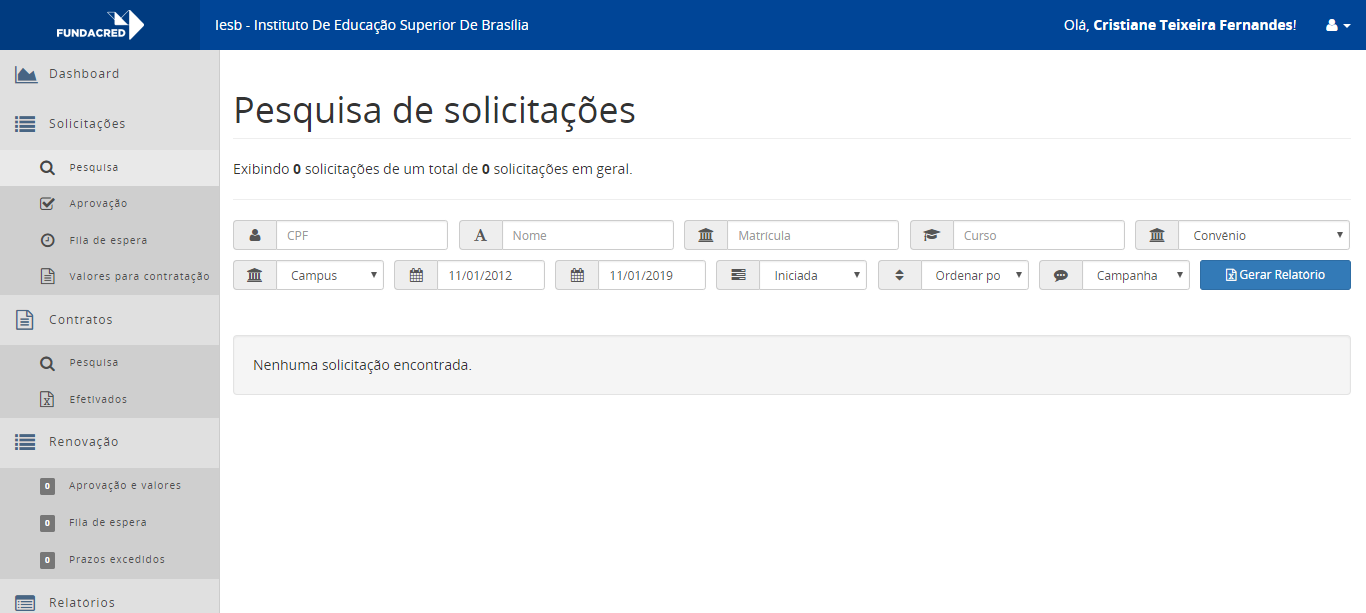 FUNDACRED
Iesb - Instituto De Educação Superior De Brasília
Olá, Cristiane Teixeira Fernandes!
Dashboard
Solicitações
Pesquisa
Aprovação
Fila de espera
Valores para contratação
Contratos
Pesquisa
Efetivados
Renovação
0 Aprovação e valores
0 Fila de espera
0 Prazos excedidos
Relatórios
Pesquisa de solicitações
Exibindo 0 solicitações de um total de 0 solicitações em geral.
CPF
Nome
Matrícula
Curso
Convênio
Campus
11/01/2012
11/01/2019
Iniciada
Ordenar po
Campanha
Gerar Relatório
Nenhuma solicitação encontrada.